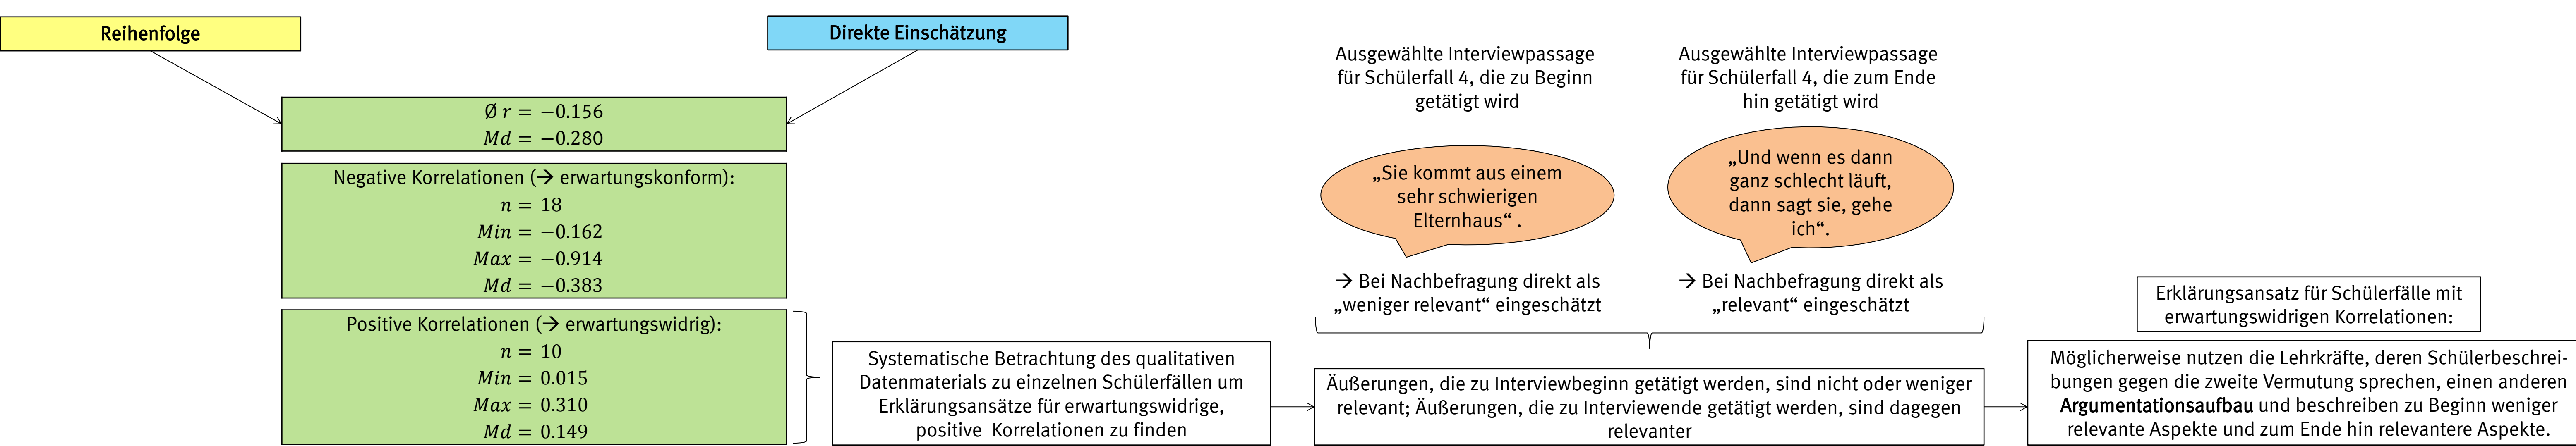 Reihenfolge
Direkte Einschätzung
Ø r = −0.156
Md = −0.280
Negative Korrelationen (→ erwartungskonform):
n = 18
Min = −0.162
Max = −0.914
Md = −0.383
Positive Korrelationen (→ erwartungswidrig):
n = 10
Min = 0.015
Max = 0.310
Md = 0.149
Systematische Betrachtung des qualitativen
Datenmaterials zu einzelnen Schülerfällen um
Erklärungsansätze für erwartungswidrige,
positive Korrelationen zu finden
Ausgewählte Interviewpassage
für Schülerfall 4, die zu Beginn
getätigt wird
„Sie kommt aus einem
sehr schwierigen
Elternhaus“ .
→ Bei Nachbefragung direkt als
„weniger relevant“ eingeschätzt
Ausgewählte Interviewpassage
für Schülerfall 4, die zum Ende
hin getätigt wird
„Und wenn es dann
ganz schlecht läuft,
dann sagt sie, gehe
ich“.
→ Bei Nachbefragung direkt als
„relevant“ eingeschätzt
Äußerungen, die zu Interviewbeginn getätigt werden, sind nicht oder weniger
relevant; Äußerungen, die zu Interviewende getätigt werden, sind dagegen
relevanter
Erklärungsansatz für Schülerfälle mit
erwartungswidrigen Korrelationen:
Möglicherweise nutzen die Lehrkräfte, deren Schülerbeschrei-
bungen gegen die zweite Vermutung sprechen, einen anderen
Argumentationsaufbau und beschreiben zu Beginn weniger
relevante Aspekte und zum Ende hin relevantere Aspekte.